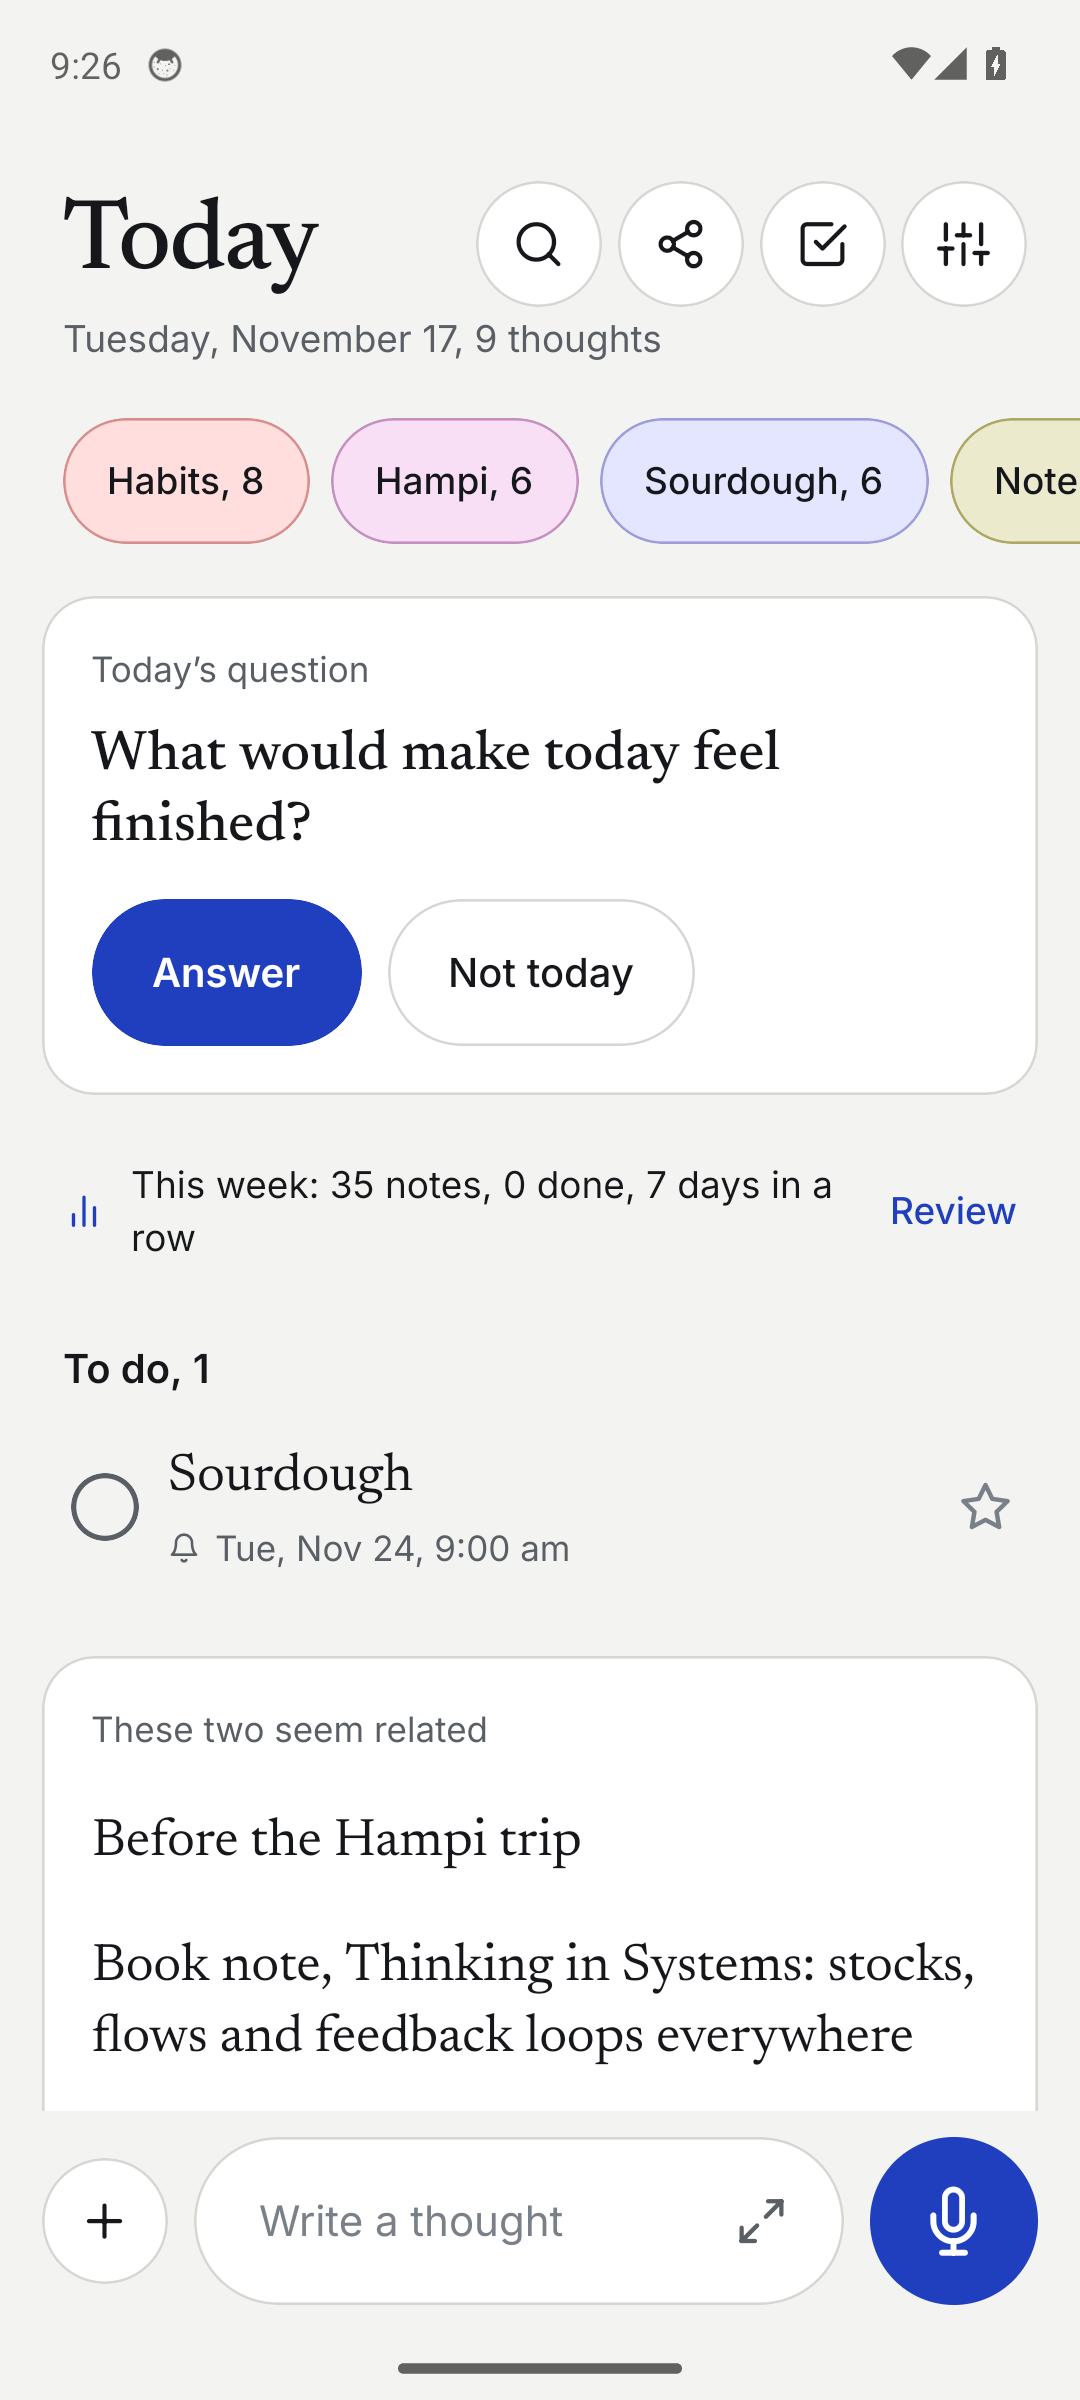 9:26
Today
Tuesday, November 17, 9 thoughts
Habits, 8
Hampi, 6
Sourdough, 6
Note
Today's question
What would make today feel
finished?
Answer
Not today
This week: 35 notes, 0 done, 7 days in a
row
Review
To do, 1
Sourdough
Tue, Nov 24, 9:00 am
These two seem related
Before the Hampi trip
Book note, Thinking in Systems: stocks,
flows and feedback loops everywhere
Write a thought